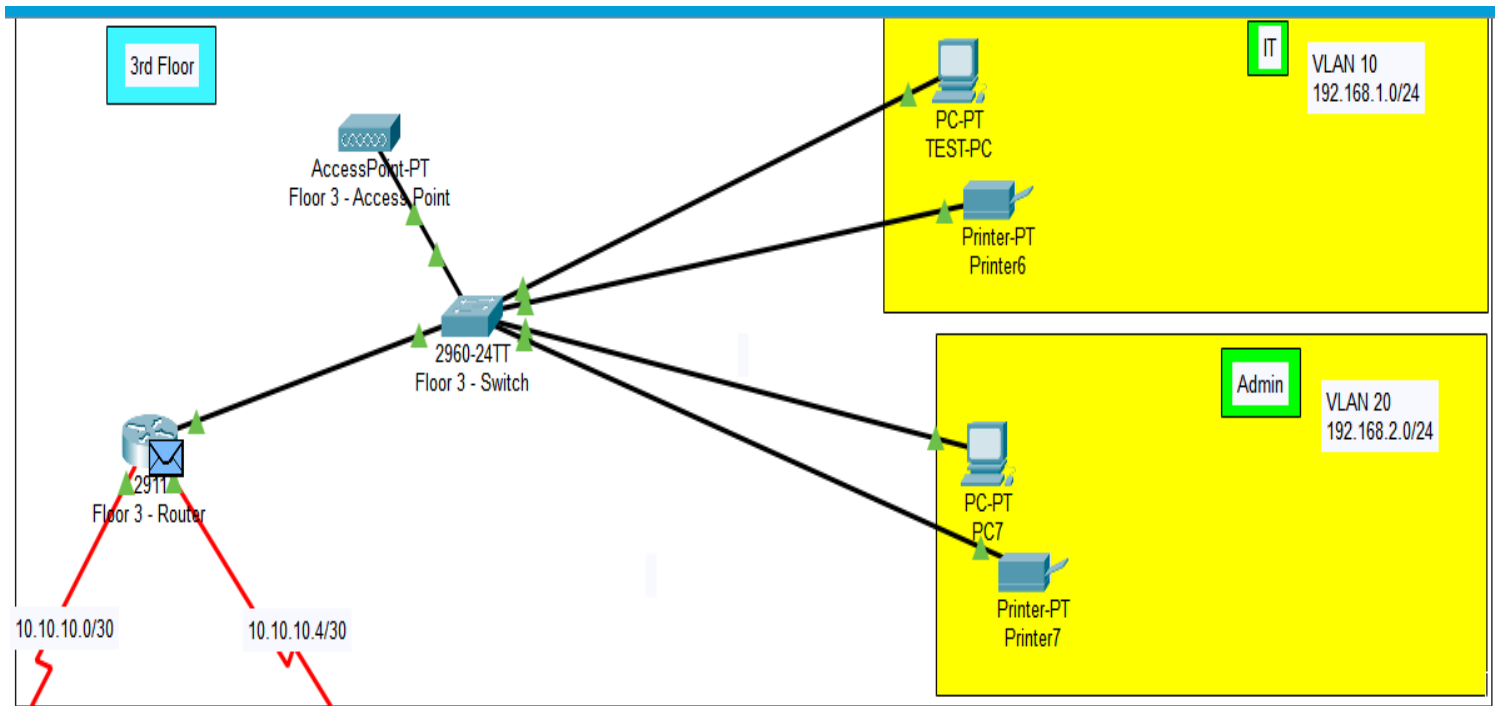 3rd Floor
IT
VLAN 10
192.168.1.0/24
PC-PT
TEST-PC
AccessPoint-PT
Floor 3 - Access Point
Printer-PT
Printer6
2960-24TT
Floor 3 - Switch
Admin
VLAN 20
192.168.2.0/24
2911
Floor 3 - Router
PC-PT
PC7
Printer-PT
Printer7
10.10.10.0/30
10.10.10.4/30